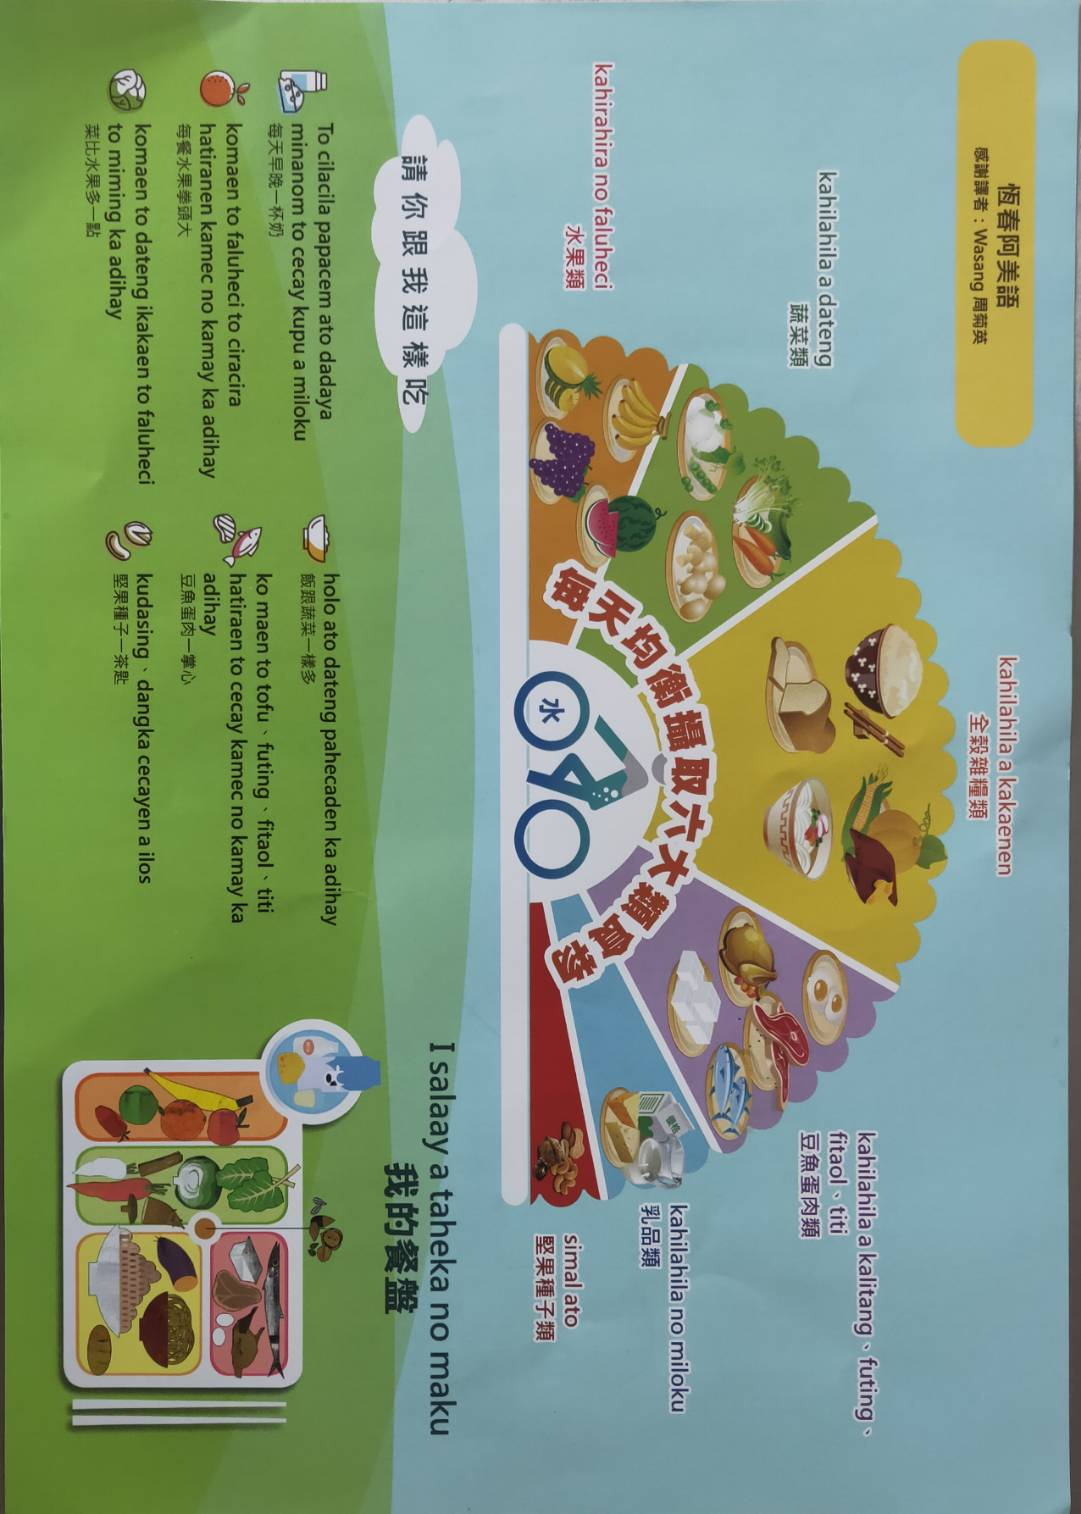 恆春阿美語
感謝譯者：Wasang 周菊英
kahilahila a kakaenen
全穀雜糧類
kahilahila a dateng
蔬菜類
kahilahila a kalitang、futing、
fitaol、titi
豆魚蛋肉類
kahirahira no faluheci
水果類
kahilahila no miloku
乳品類
simal ato
堅果種子類
每天均衡攝取六大類食物
水
請你跟我這樣吃
To cilacila papacem ato dadaya
minanom to cecay kupu a miloku
每天早晚一杯奶
komaen to faluheci to ciracira
hatiranen kamec no kamay ka adihay
每餐水果拳頭大
komaen to dateng ikakaen to faluheci
to miming ka adihay
菜比水果多一點
holo ato dateng pahecaden ka adihay
飯跟蔬菜一樣多
ko maen to tofu、futing、fitaol、titi
hatiraen to cecay kamec no kamay ka
adihay
豆魚蛋肉一掌心
kudasing、dangka cecayen a ilos
堅果種子一茶匙
I salaay a taheka no maku
我的餐盤